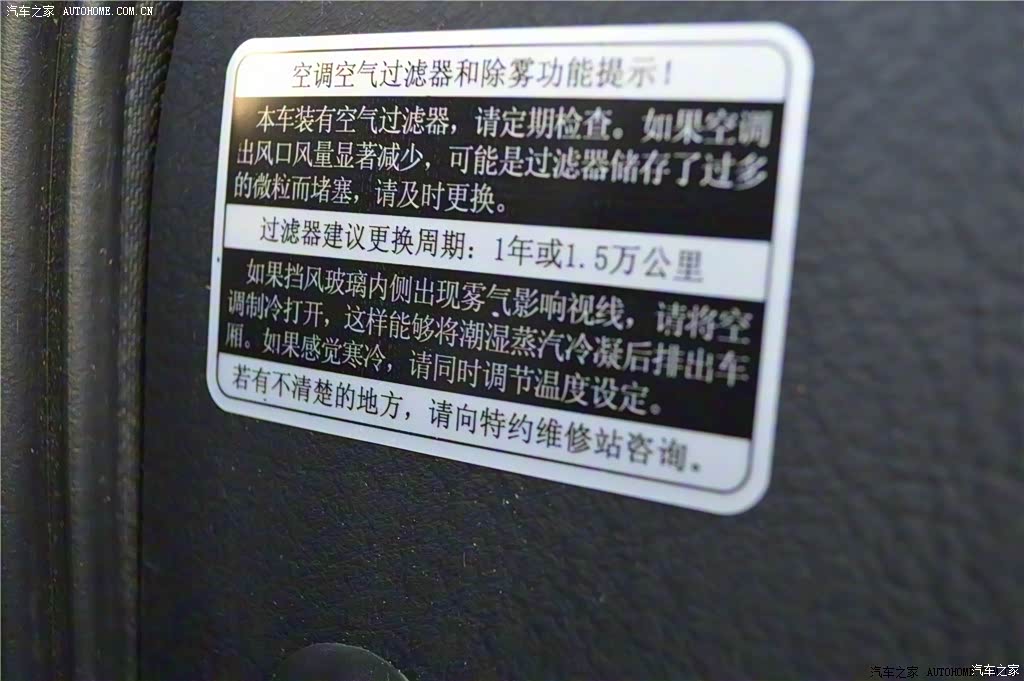 汽车之家 AUTOHOME.COM.CN
空调空气过滤器和除雾功能提示!
本车装有空气过滤器，请定期检查。如果空调
出风口风量显著减少，可能是过滤器储存了过多
的微粒而堵塞，请及时更换。
过滤器建议更换周期：1年或1.5万公里
如果挡风玻璃内侧出现雾气影响视线，请将空
调制冷打开，这样能够将潮湿蒸汽冷凝后排出车
厢。如果感觉寒冷，请同时调节温度设定。
若有不清楚的地方，请向特约维修站咨询。
汽车之家 AUTOHOME 汽车之家